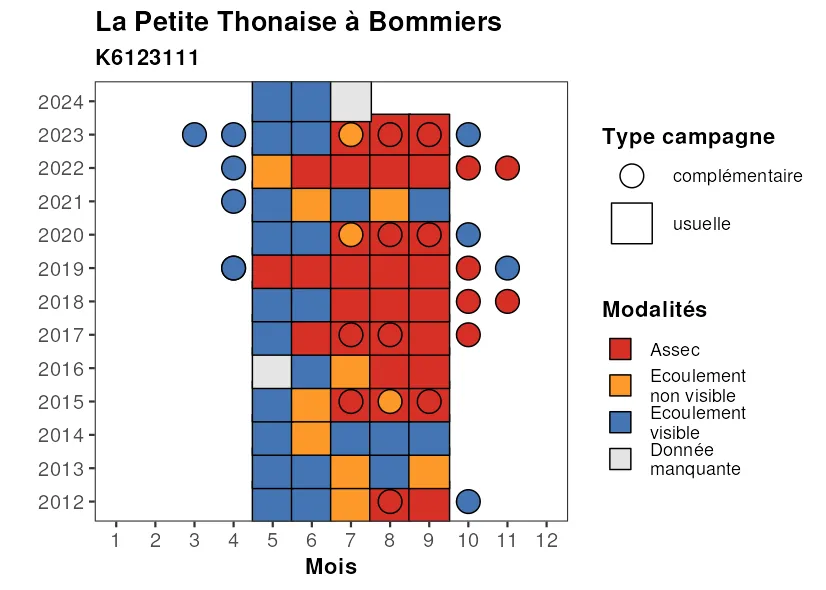 La Petite Thonaise à Bommiers
K6123111
2024
2023
2022
2021
2020
2019
2018
2017
2016
2015
2014
2013
2012
1 2 3 4 5 6 7 8 9 10 11 12
Mois
Type campagne
complémentaire
usuelle
Modalités
Assec
Ecoulement
non visible
Ecoulement
visible
Donnée
manquante